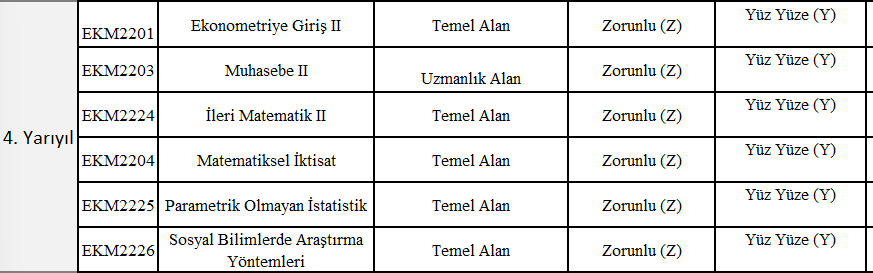 4. Yarıyıl
EKM2201 Ekonometriye Giriş II Temel Alan Zorunlu (Z) Yüz Yüze (Y)
EKM2203 Muhasebe II Uzmanlık Alan Zorunlu (Z) Yüz Yüze (Y)
EKM2224 İleri Matematik II Temel Alan Zorunlu (Z) Yüz Yüze (Y)
EKM2204 Matematiksel İktisat Temel Alan Zorunlu (Z) Yüz Yüze (Y)
EKM2225 Parametrik Olmayan İstatistik Temel Alan Zorunlu (Z) Yüz Yüze (Y)
EKM2226 Sosyal Bilimlerde Araştırma
Yöntemleri Temel Alan Zorunlu (Z) Yüz Yüze (Y)